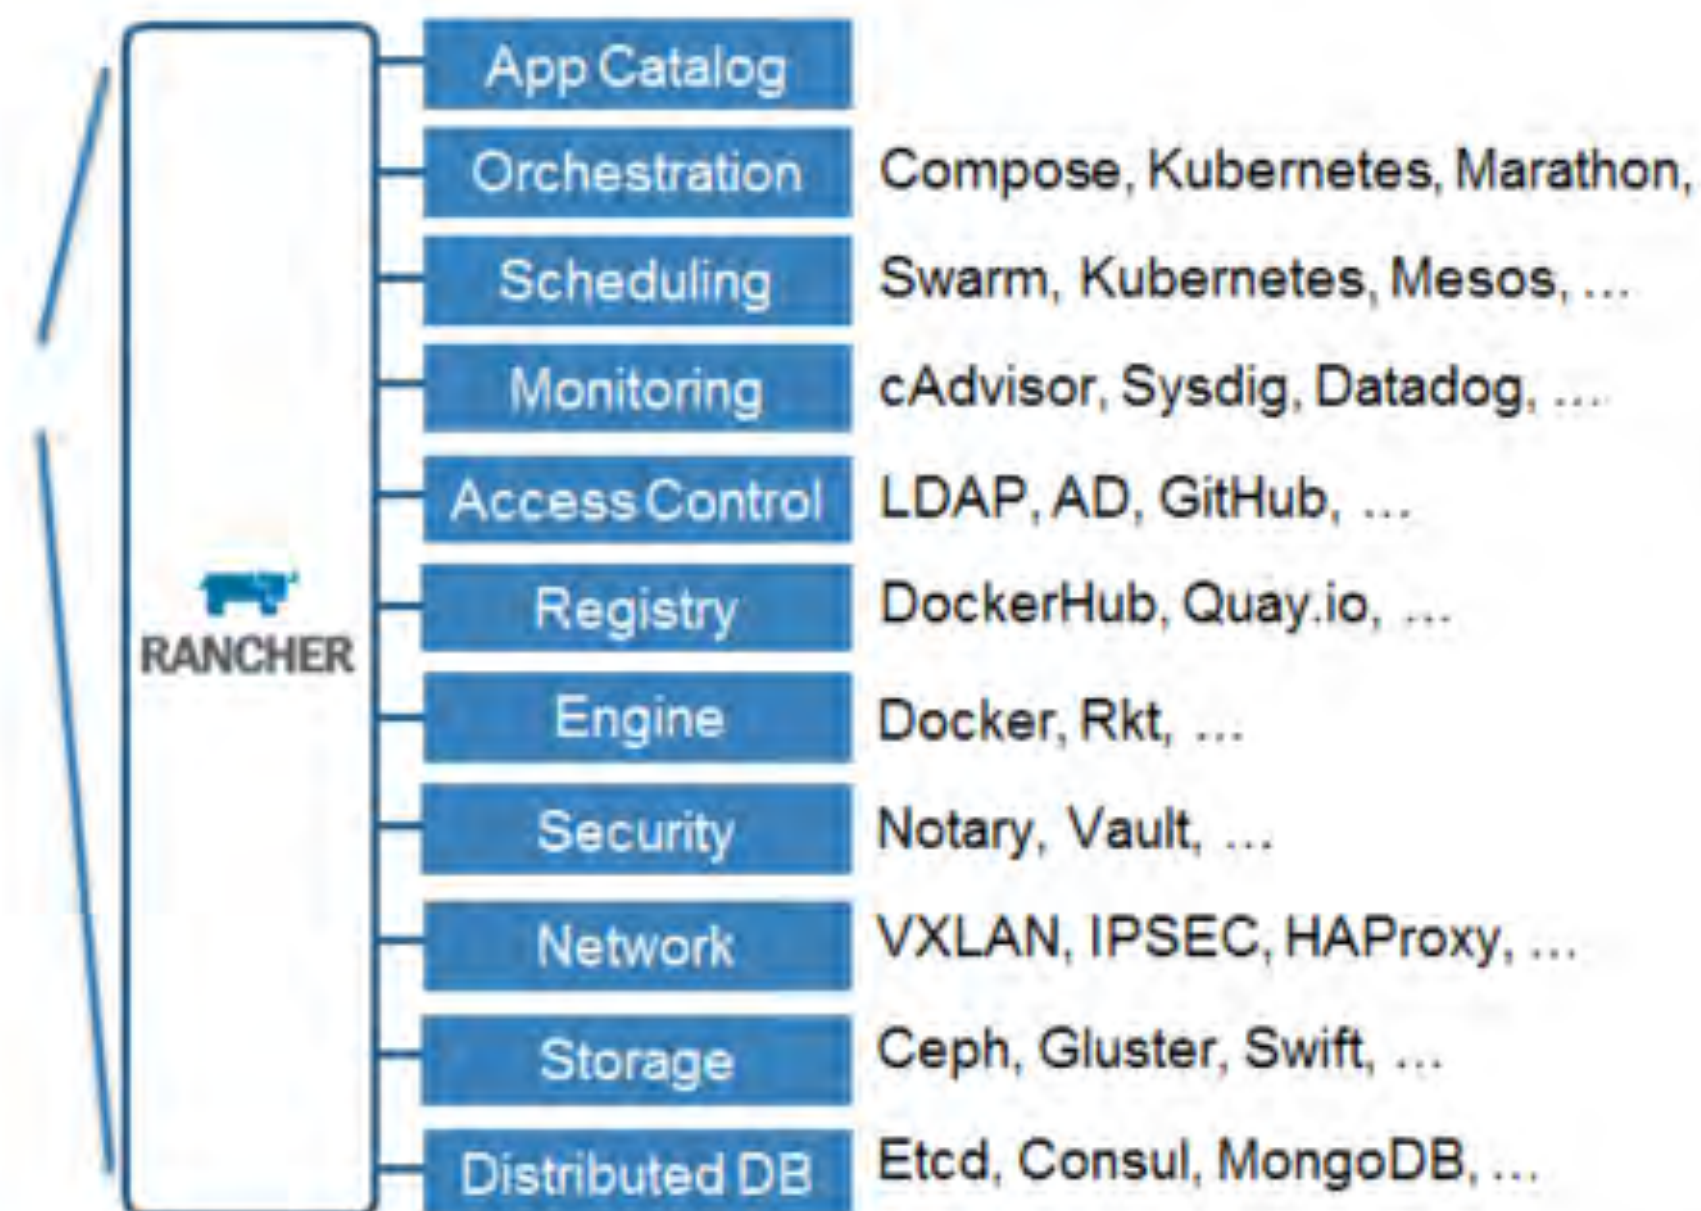 App Catalog
Orchestration Compose, Kubernetes, Marathon,
Scheduling Swarm, Kubernetes, Mesos, ...
Monitoring cAdvisor, Sysdig, Datadog, ...
Access Control LDAP, AD, GitHub, ...
Registry DockerHub, Quay.io, ...
RANCHER
Engine Docker, Rkt, ...
Security Notary, Vault, ...
Network VXLAN, IPSEC, HAProxy, ...
Storage Ceph, Gluster, Swift, ...
Distributed DB Etcd, Consul, MongoDB, ...